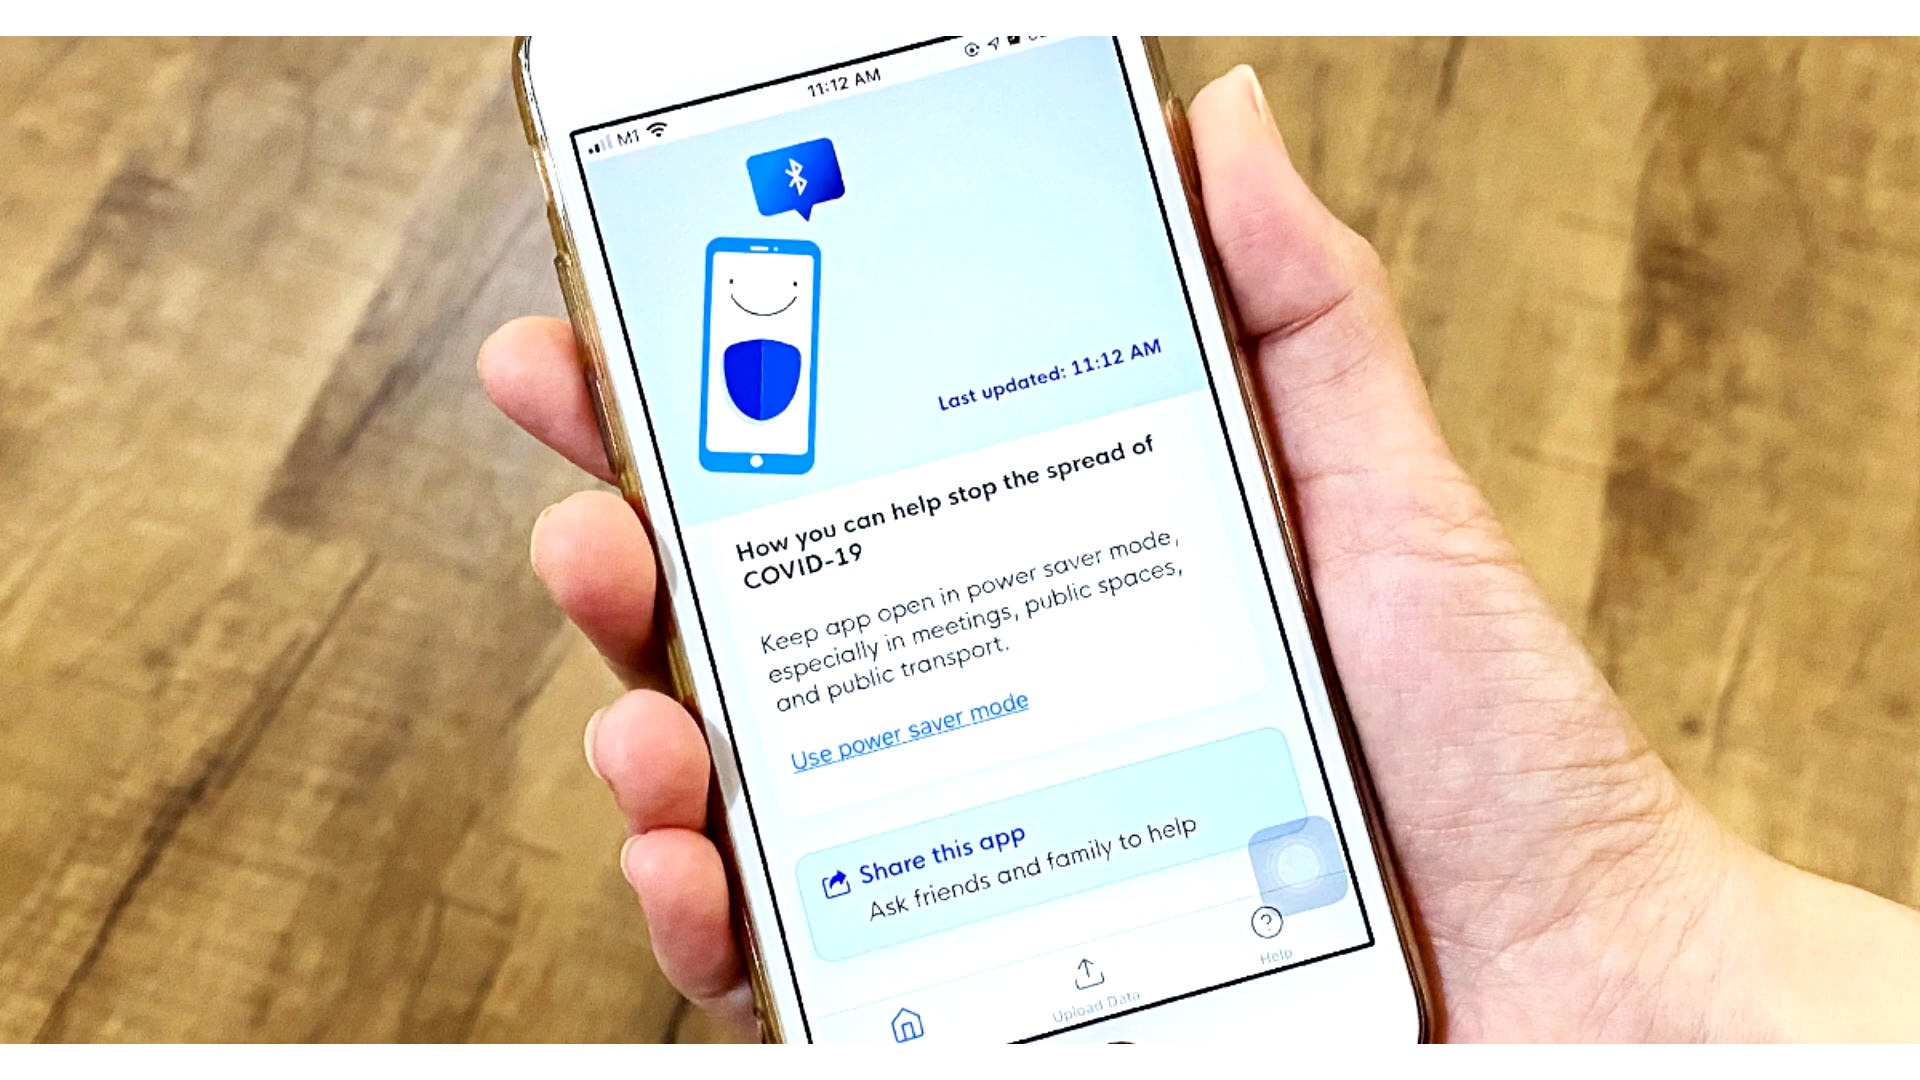 11:12 AM
M1
Last updated: 11:12 AM
How you can help stop the spread of
COVID-19
Keep app open in power saver mode,
especially in meetings, public spaces,
and public transport.
Use power saver mode
Share this app
Ask friends and family to help
Upload Data
Help